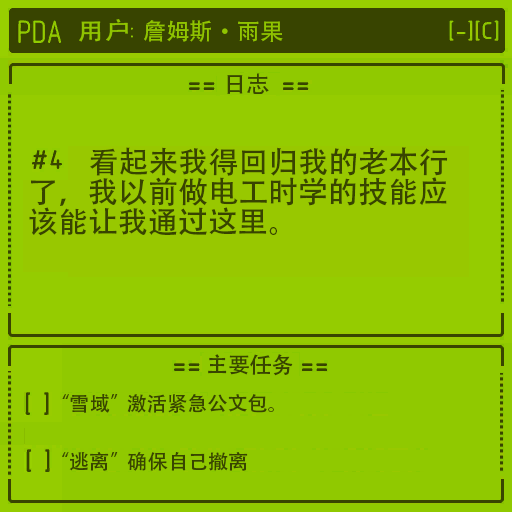 PDA 用户: 詹姆斯·雨果 [-][C]
== 日志 ==
#4 看起来我得回归我的老本行
了, 我以前做电工时学的技能应
该能让我通过这里。
== 主要任务 ==
[ ] “雪域”激活紧急公文包。
[ ] “逃离”确保自己撤离